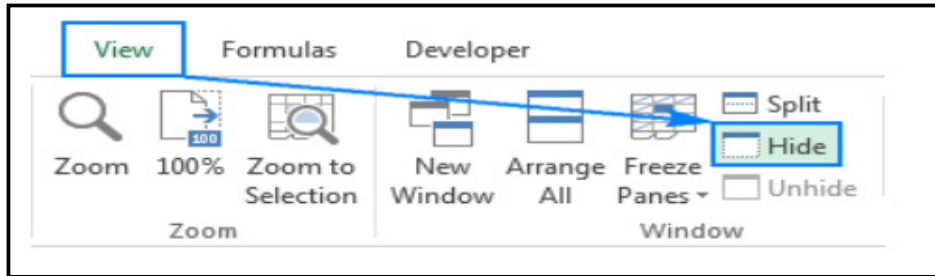 View Formulas Developer
Split
Hide
Unhide
100
Zoom 100% Zoom to Selection New Window Arrange All Freeze Panes
Zoom Window